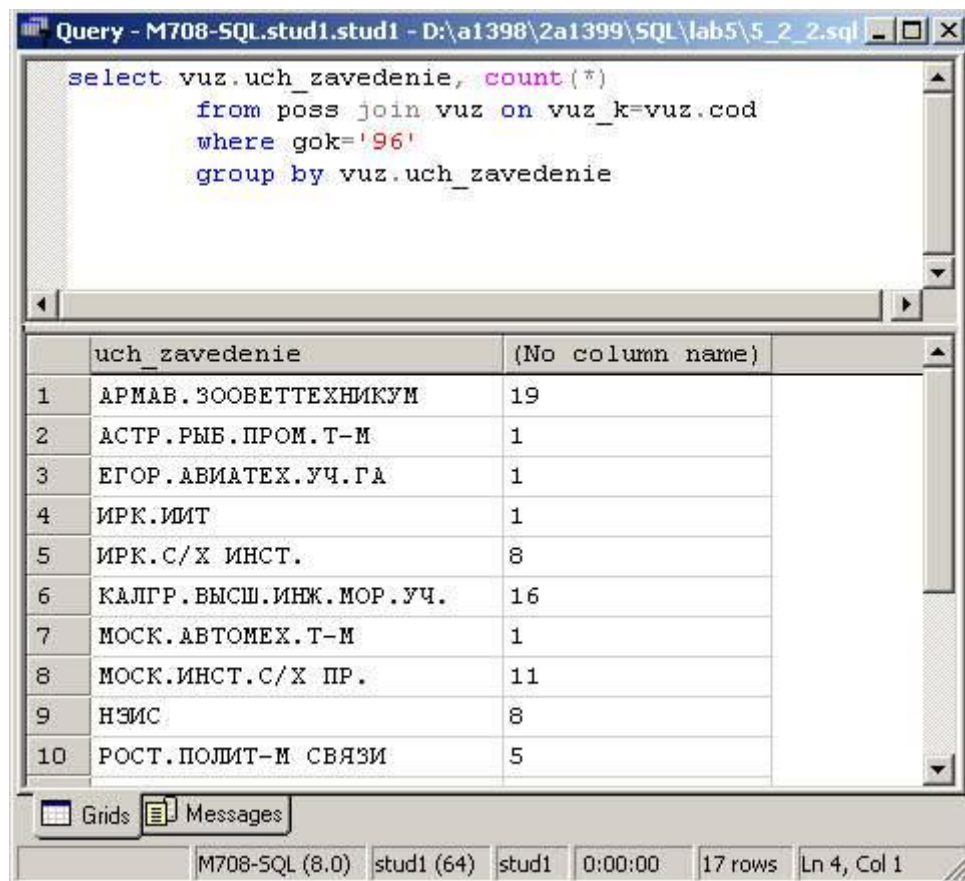 Query - M708-SQL.stud1.stud1 - D:\a1398\2a1399\SQL\lab5\5_2_2.sql
select vuz.uch_zavedenie, count(*)
from poss join vuz on vuz_k=vuz.cod
where gok='96'
group by vuz.uch_zavedenie
uch_zavedenie (No column name)
1 АРМАВ.ЗООВЕТТЕХНИКУМ 19
2 АСТР.РЫБ.ПРОМ.Т-М 1
3 ЕГОР.АВИАТЕХ.УЧ.ГА 1
4 ИРК.ИИТ 1
5 ИРК.С/Х ИНСТ. 8
6 КАЛГР.ВЫСШ.ИНЖ.МОР.УЧ. 16
7 МОСК.АВТОМЕХ.Т-М 1
8 МОСК.ИНСТ.С/Х ПР. 11
9 НЭИС 8
10 РОСТ.ПОЛИТ-М СВЯЗИ 5
Grids Messages
M708-SQL (8.0) stud1 (64) stud1 0:00:00 17 rows Ln 4, Col 1